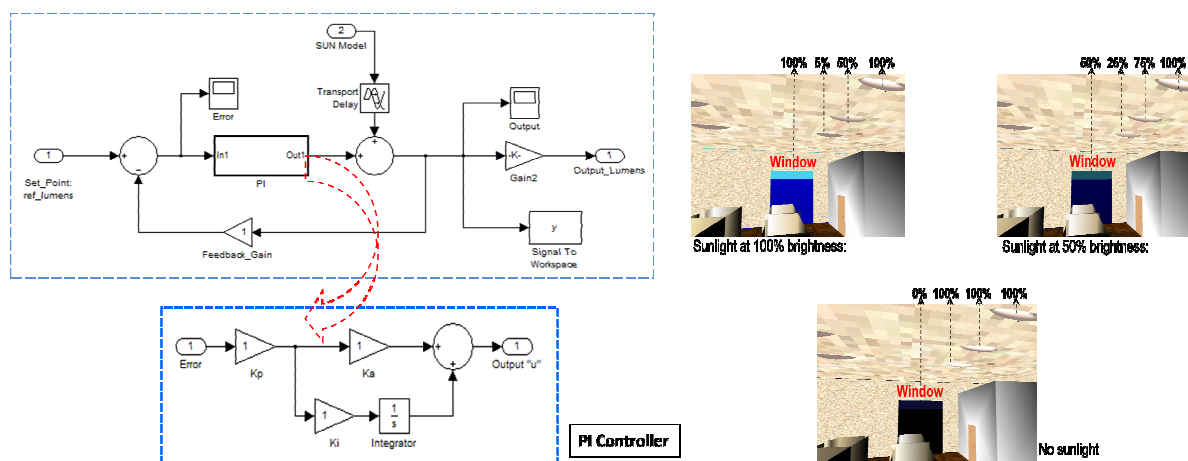 2
SUN Model
Transport
Delay
Error
Output
1
Set_Point:
ref_lumens
+
−
In1
Out1
PI
+
+
-K-
Gain2
1
Output_Lumens
1
Feedback_Gain
y
Signal To
Workspace
1
Error
1
Kp
1
Ka
+
+
1
Output "u"
1
Ki
1
s
Integrator
PI Controller
100% 5% 50% 100%
Window
Sunlight at 100% brightness:
50% 25% 75% 100%
Window
Sunlight at 50% brightness:
0% 100% 100% 100%
Window
No sunlight